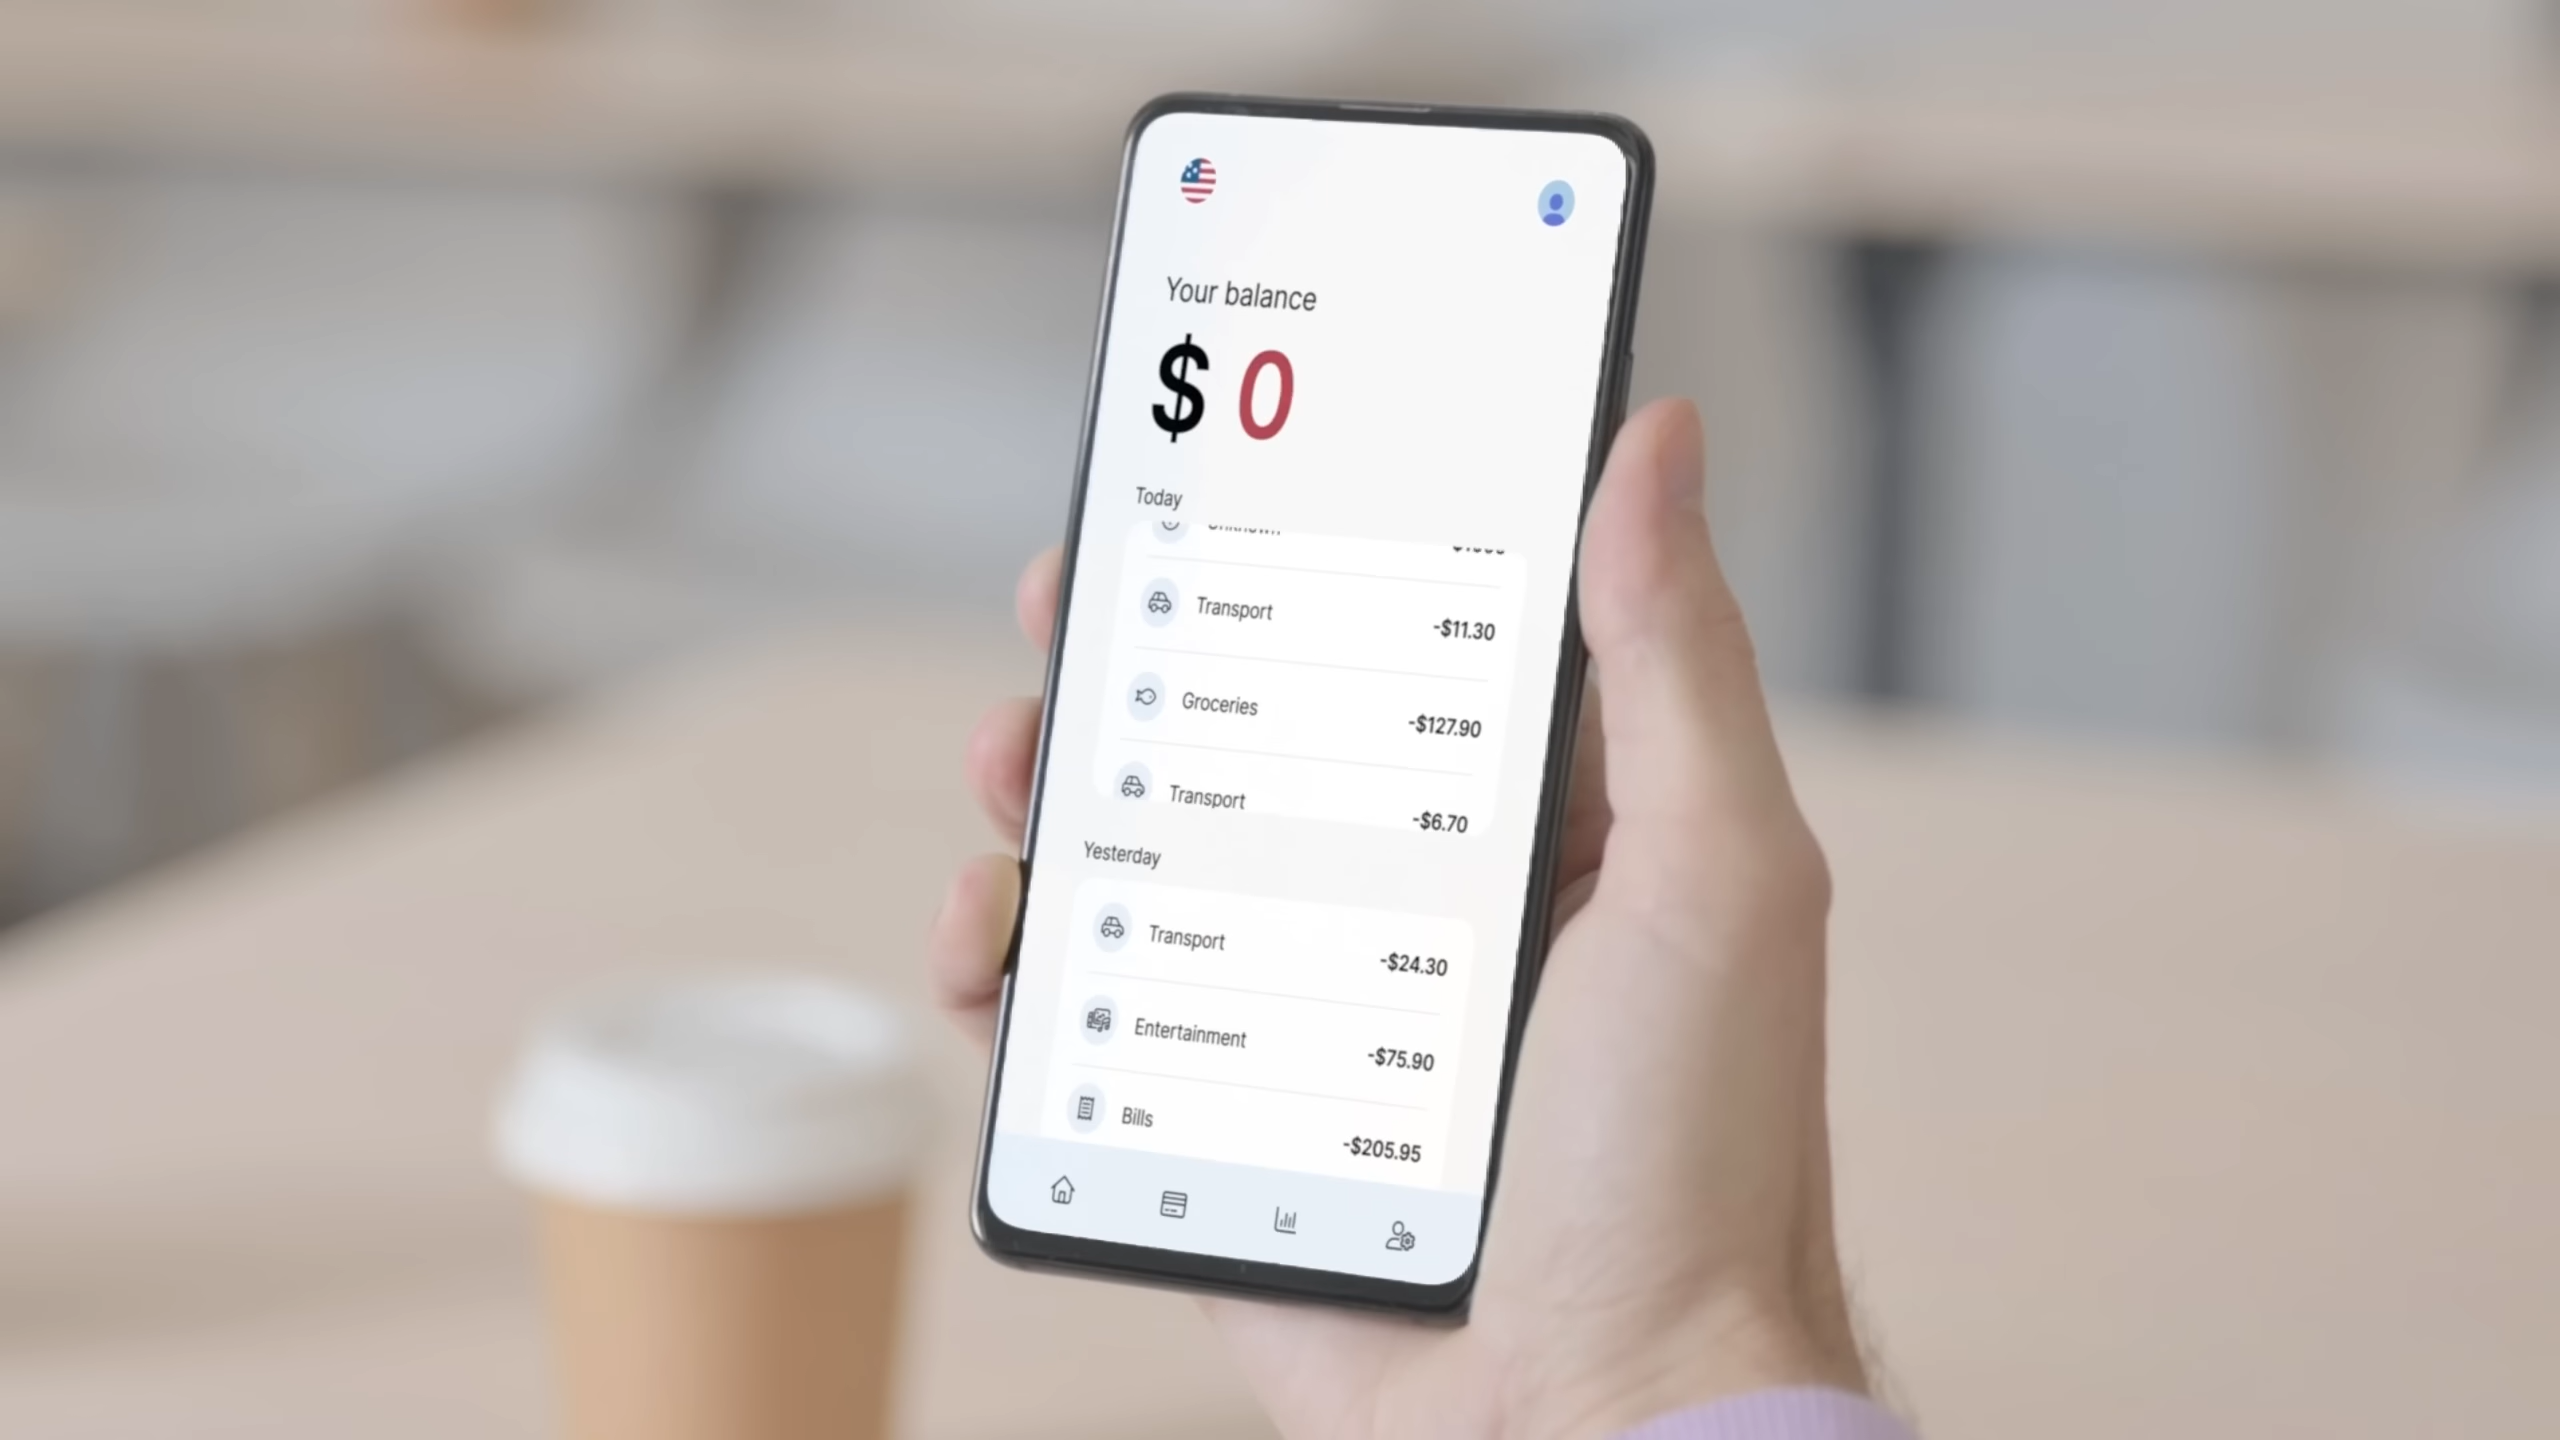 Your balance
$ 0
Today
Unknown
Transport -$11.30
Groceries -$127.90
Transport -$6.70
Yesterday
Transport -$24.30
Entertainment -$75.90
Bills -$205.95